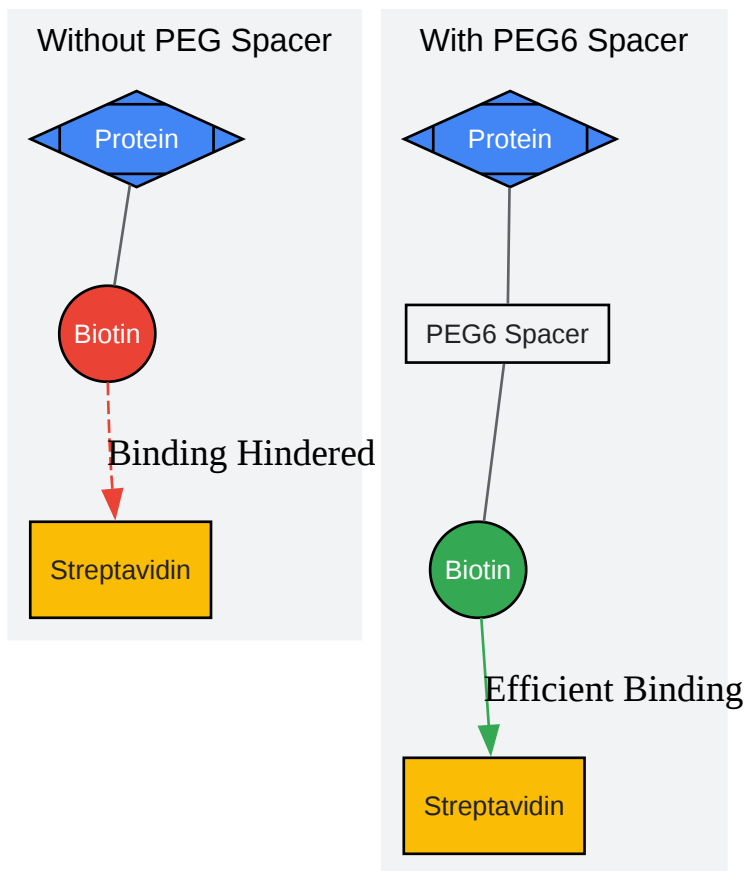 Without PEG Spacer
Protein
Biotin
Binding Hindered
Streptavidin
With PEG6 Spacer
Protein
PEG6 Spacer
Biotin
Efficient Binding
Streptavidin